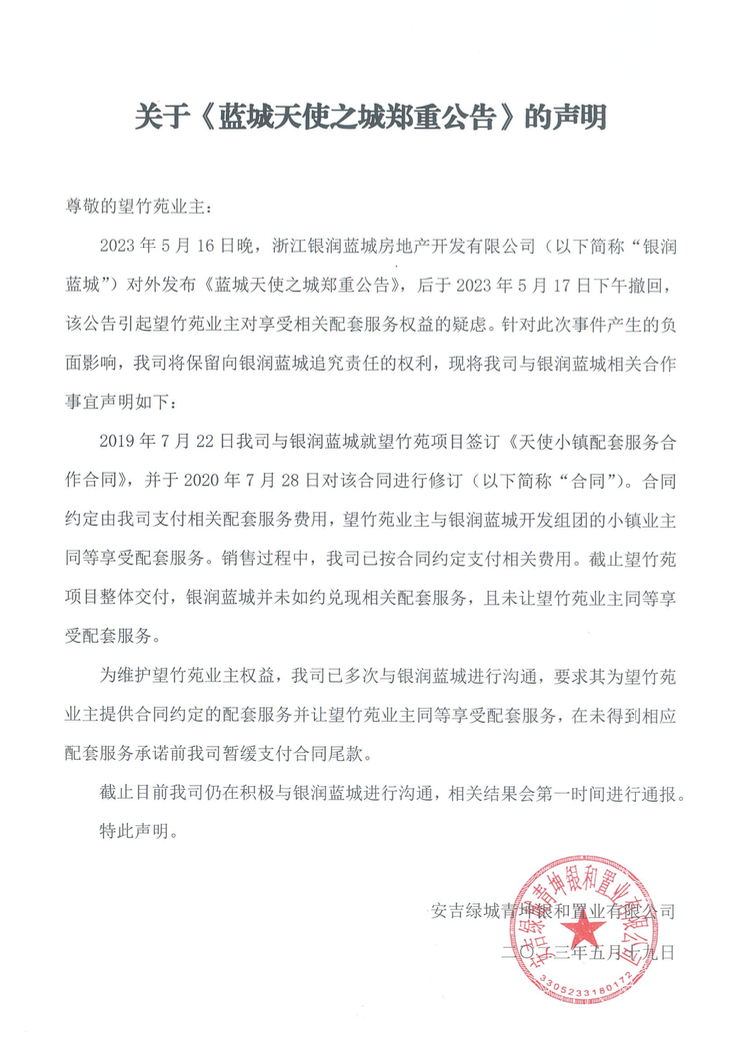 关于《蓝城天使之城郑重公告》的声明
尊敬的望竹苑业主：
2023 年 5 月 16 日晚，浙江银润蓝城房地产开发有限公司（以下简称“银润
蓝城”）对外发布《蓝城天使之城郑重公告》，后于 2023 年 5 月 17 日下午撤回，
该公告引起望竹苑业主对享受相关配套服务权益的疑虑。针对此次事件产生的负
面影响，我司将保留向银润蓝城追究责任的权利，现将我司与银润蓝城相关合作
事宜声明如下：
2019 年 7 月 22 日我司与银润蓝城就望竹苑项目签订《天使小镇配套服务合
作合同》，并于 2020 年 7 月 28 日对该合同进行修订（以下简称“合同”）。合同
约定由我司支付相关配套服务费用，望竹苑业主与银润蓝城开发组团的小镇业主
同等享受配套服务。销售过程中，我司已按合同约定支付相关费用。截止望竹苑
项目整体交付，银润蓝城并未如约兑现相关配套服务，且未让望竹苑业主同等享
受配套服务。
为维护望竹苑业主权益，我司已多次与银润蓝城进行沟通，要求其为望竹苑
业主提供合同约定的配套服务并让望竹苑业主同等享受配套服务，在未得到相应
配套服务承诺前我司暂缓支付合同尾款。
截止目前我司仍在积极与银润蓝城进行沟通，相关结果会第一时间进行通报。
特此声明。
安吉绿城青坤银和置业有限公司
二〇二三年五月十九日
安吉绿城青坤银和置业有限公司
3305233180172